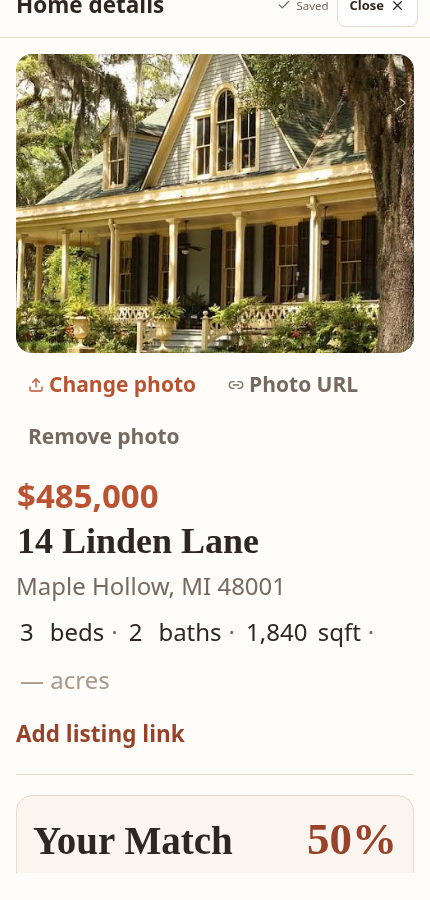 Home details
Saved
Close
Change photo
Photo URL
Remove photo
$485,000
14 Linden Lane
Maple Hollow, MI 48001
3 beds · 2 baths · 1,840 sqft ·
— acres
Add listing link
Your Match 50%